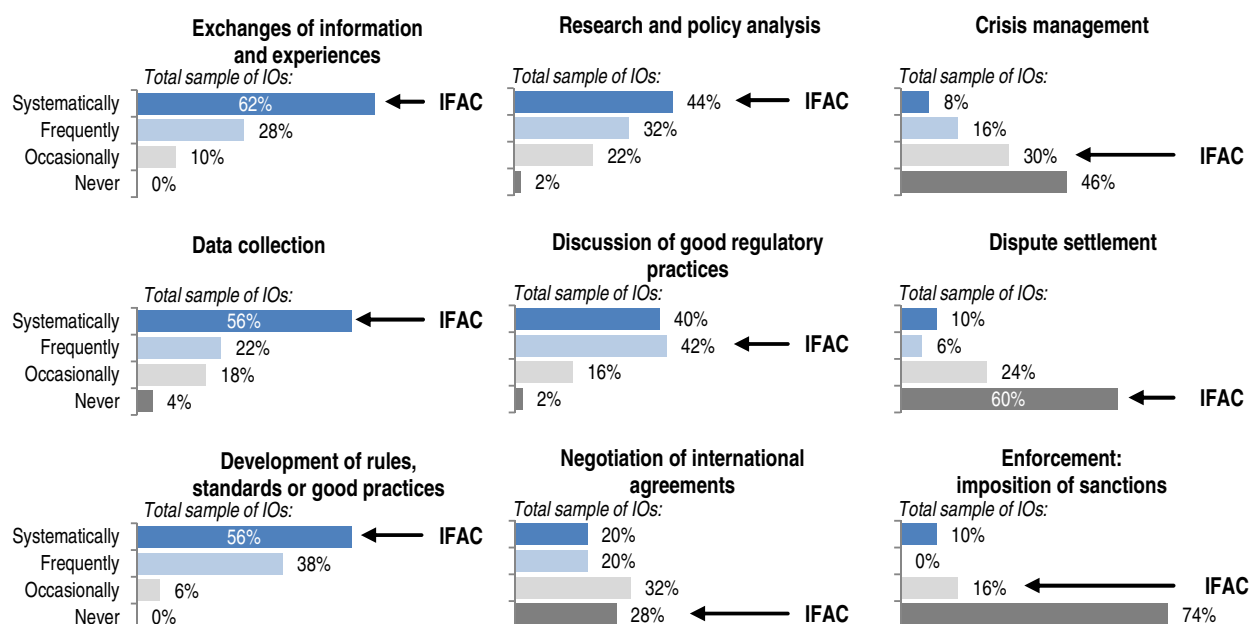 Exchanges of information
and experiences
Total sample of IOs:
Systematically 62% IFAC
Frequently 28%
Occasionally 10%
Never 0%
Research and policy analysis
Total sample of IOs:
44% IFAC
32%
22%
2%
Crisis management
Total sample of IOs:
8%
16%
30% IFAC
46%
Data collection
Total sample of IOs:
Systematically 56% IFAC
Frequently 22%
Occasionally 18%
Never 4%
Discussion of good regulatory
practices
Total sample of IOs:
40%
42% IFAC
16%
2%
Dispute settlement
Total sample of IOs:
10%
6%
24%
60% IFAC
Development of rules,
standards or good practices
Total sample of IOs:
Systematically 56% IFAC
Frequently 38%
Occasionally 6%
Never 0%
Negotiation of international
agreements
Total sample of IOs:
20%
20%
32%
28% IFAC
Enforcement:
imposition of sanctions
Total sample of IOs:
10%
0%
16% IFAC
74%